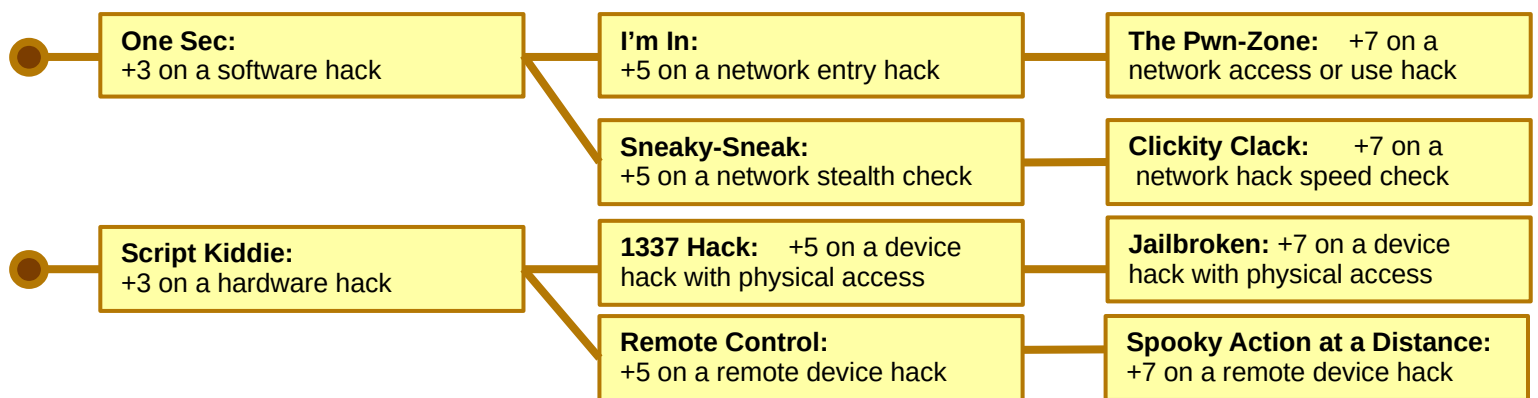 One Sec:
+3 on a software hack
I'm In:
+5 on a network entry hack
The Pwn-Zone: +7 on a
network access or use hack
Sneaky-Sneak:
+5 on a network stealth check
Clickity Clack: +7 on a
network hack speed check
Script Kiddie:
+3 on a hardware hack
1337 Hack: +5 on a device
hack with physical access
Jailbroken: +7 on a device
hack with physical access
Remote Control:
+5 on a remote device hack
Spooky Action at a Distance:
+7 on a remote device hack